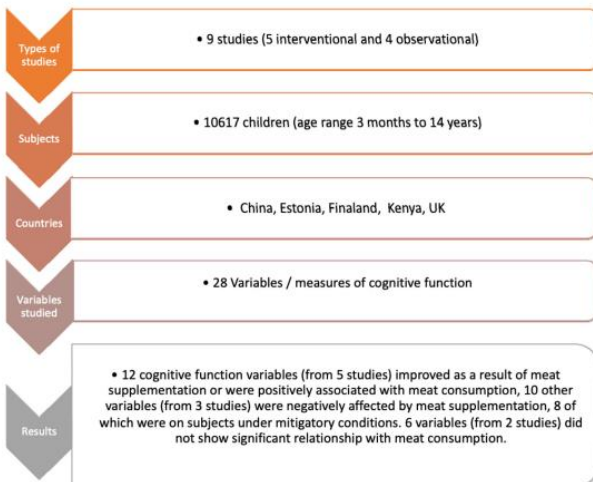 Types of
studies
• 9 studies (5 interventional and 4 observational)
Subjects
• 10617 children (age range 3 months to 14 years)
Countries
• China, Estonia, Finaland, Kenya, UK
Variables
studied
• 28 Variables / measures of cognitive function
Results
• 12 cognitive function variables (from 5 studies) improved as a result of meat
supplementation or were positively associated with meat consumption, 10 other
variables (from 3 studies) were negatively affected by meat supplementation, 8 of
which were on subjects under mitigatory conditions. 6 variables (from 2 studies) did
not show significant relationship with meat consumption.